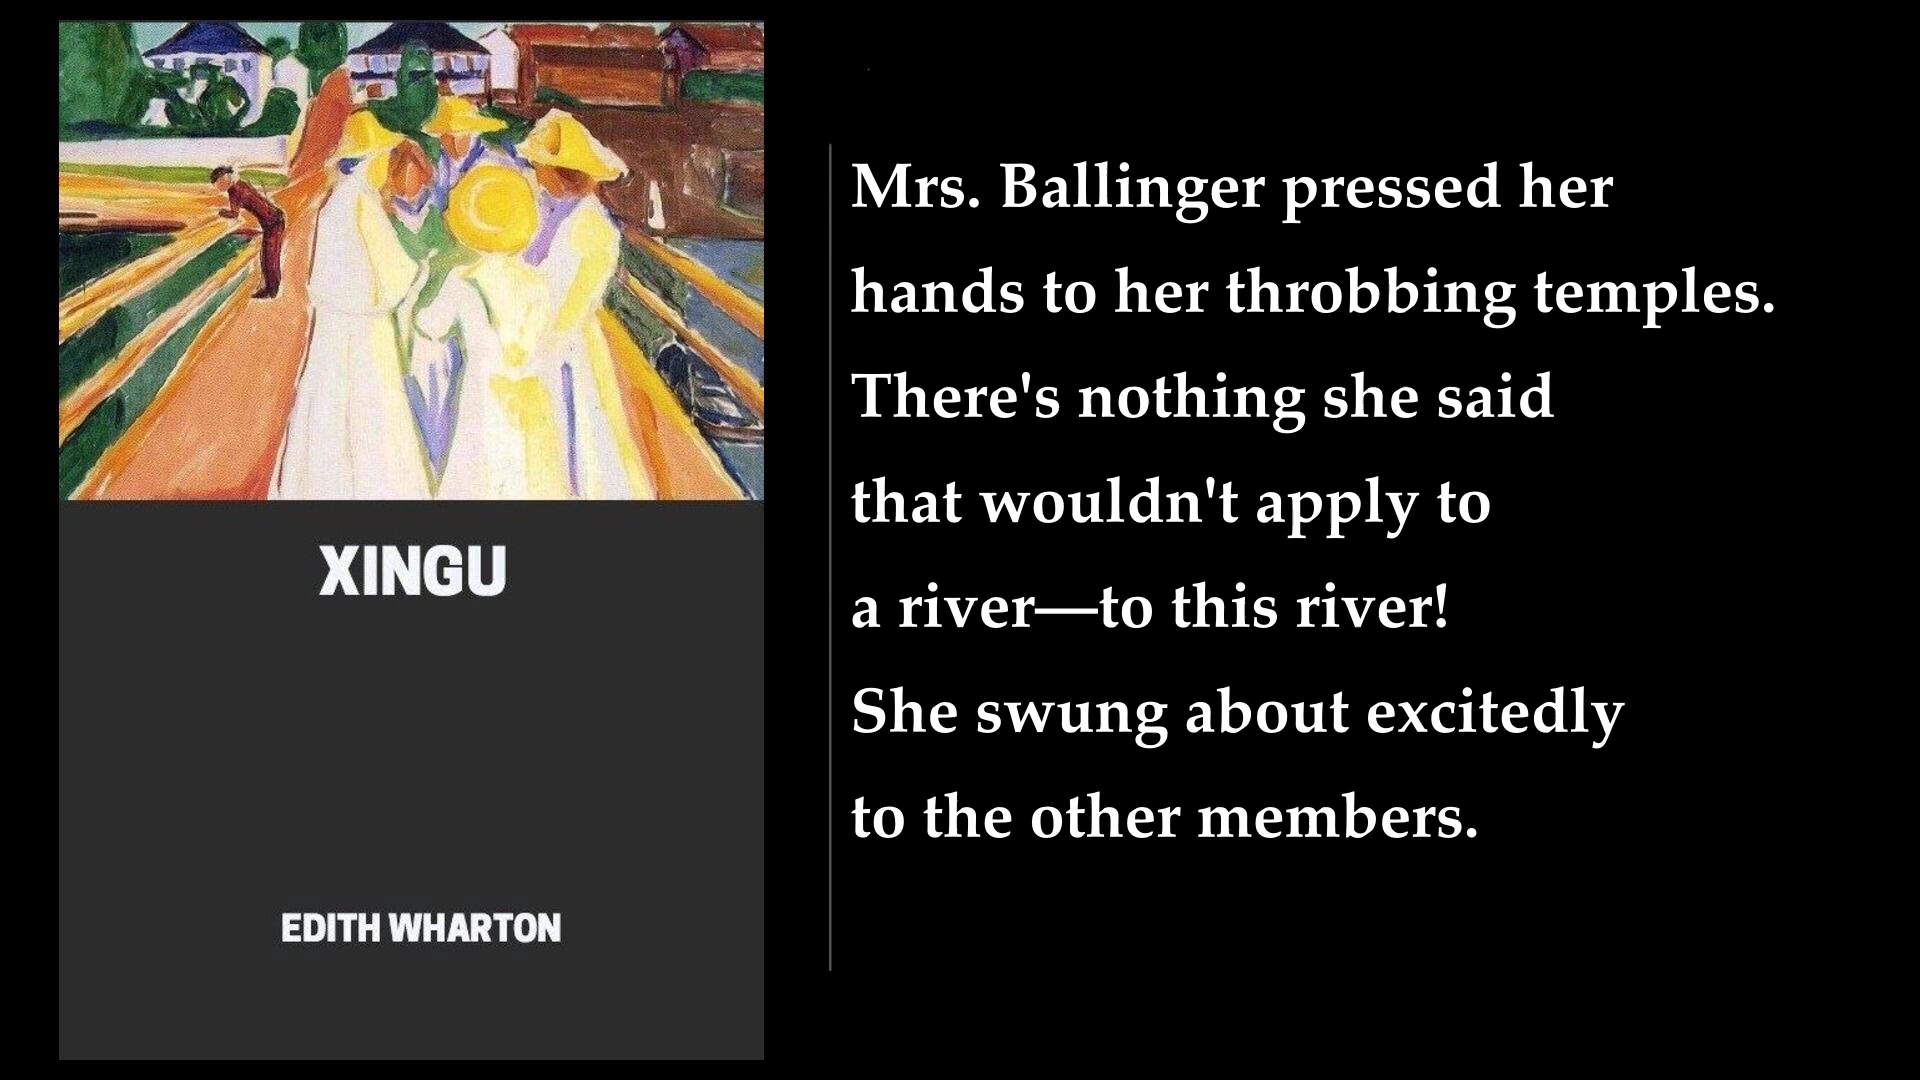 XINGU
EDITH WHARTON
Mrs. Ballinger pressed her
hands to her throbbing temples.
There's nothing she said
that wouldn't apply to
a river—to this river!
She swung about excitedly
to the other members.